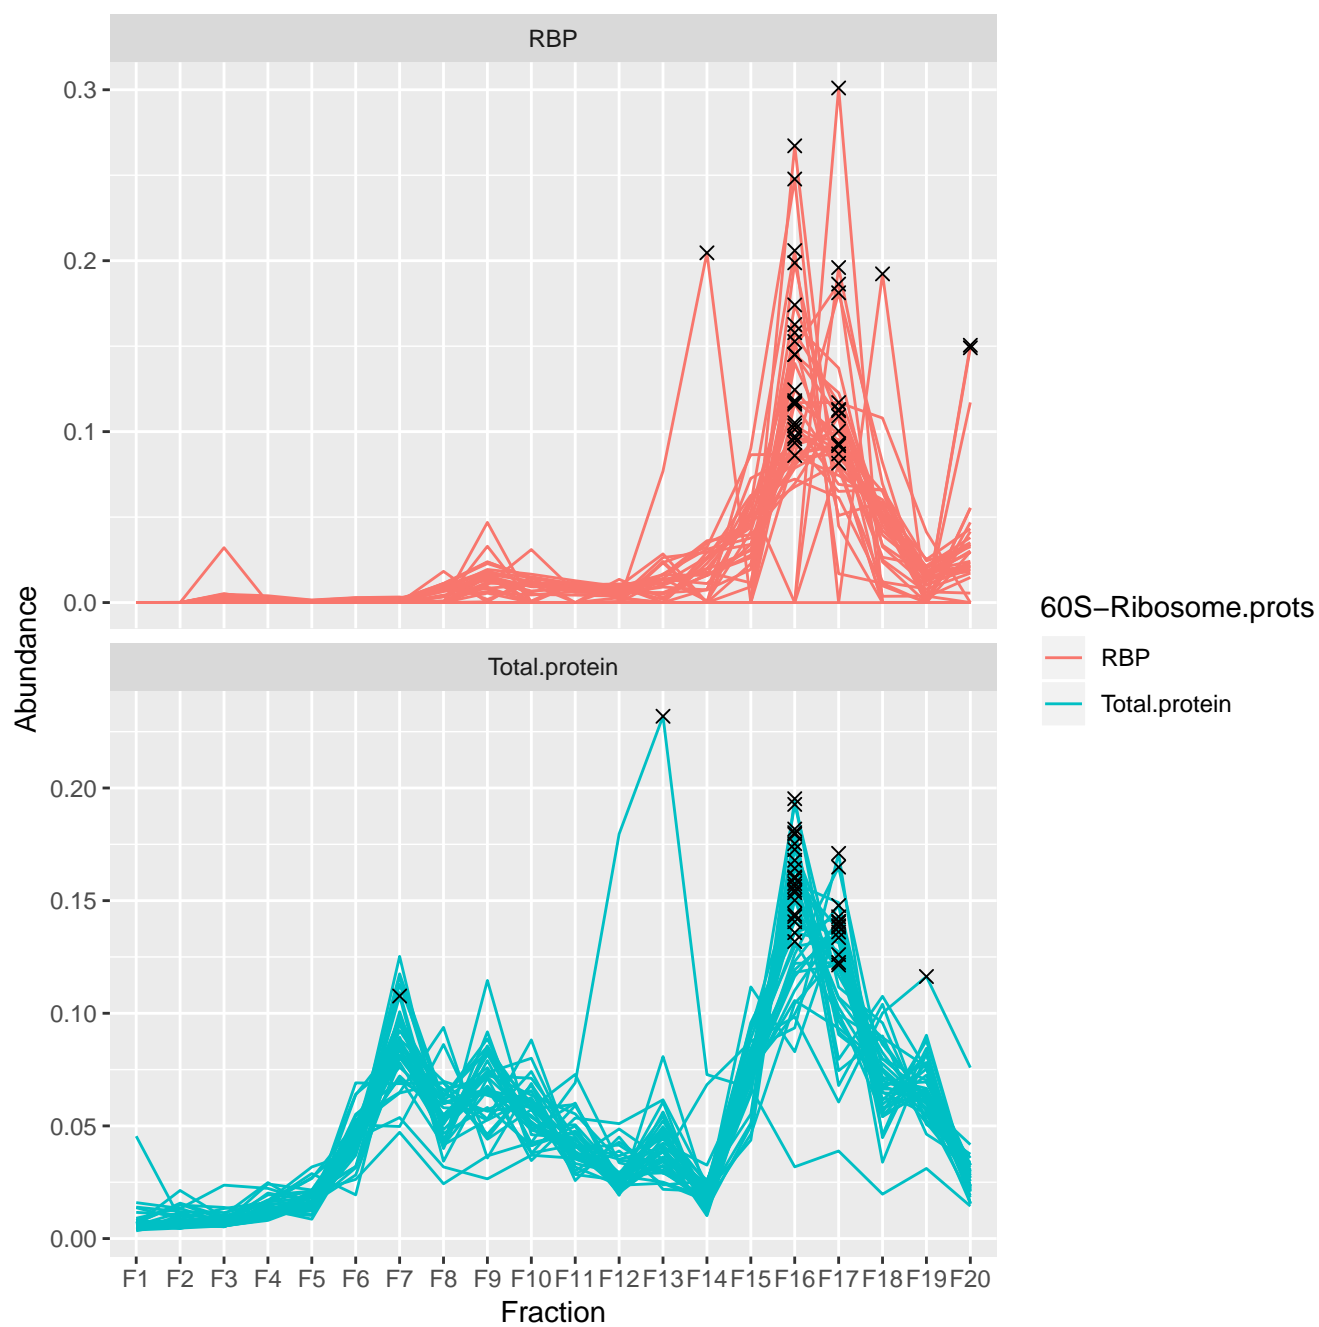 RBP
0.3
0.2
0.1
0.0
Total.protein
0.20
0.15
0.10
0.05
0.00
Abundance
F1 F2 F3 F4 F5 F6 F7 F8 F9 F10 F11 F12 F13 F14 F15 F16 F17 F18 F19 F20
Fraction
60S−Ribosome.prots
RBP
Total.protein